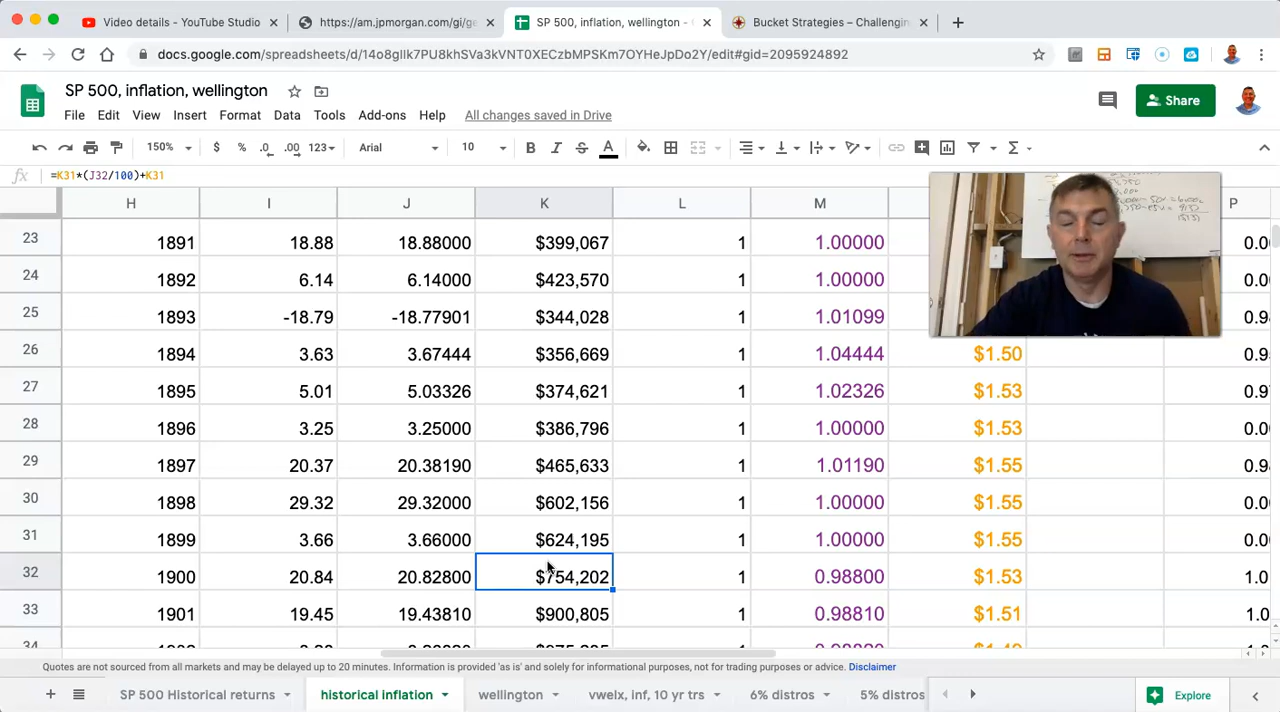 Video details - YouTube Studio
https://am.jpmorgan.com/gi/ge
SP 500, inflation, wellington -
Bucket Strategies – Challengin
docs.google.com/spreadsheets/d/14o8gIlk7PU8khSVa3kVNT0XECzbMPSKm7OYHeJpDo2Y/edit#gid=2095924892
SP 500, inflation, wellington
File Edit View Insert Format Data Tools Add-ons Help All changes saved in Drive
Share
150% $ % .0 .00 123 Arial 10 B I S A
fx =K31*(J32/100)+K31
H I J K L M P
23 1891 18.88 18.88000 $399,067 1 1.00000 0.0
24 1892 6.14 6.14000 $423,570 1 1.00000 0.0
25 1893 -18.79 -18.77901 $344,028 1 1.01099 0.9
26 1894 3.63 3.67444 $356,669 1 1.04444 $1.50 0.9
27 1895 5.01 5.03326 $374,621 1 1.02326 $1.53 0.9
28 1896 3.25 3.25000 $386,796 1 1.00000 $1.53 0.0
29 1897 20.37 20.38190 $465,633 1 1.01190 $1.55 0.9
30 1898 29.32 29.32000 $602,156 1 1.00000 $1.55 0.0
31 1899 3.66 3.66000 $624,195 1 1.00000 $1.55 0.0
32 1900 20.84 20.82800 $754,202 1 0.98800 $1.53 1.0
33 1901 19.45 19.43810 $900,805 1 0.98810 $1.51 1.0
34
Quotes are not sourced from all markets and may be delayed up to 20 minutes. Information is provided 'as is' and solely for informational purposes, not for trading purposes or advice. Disclaimer
SP 500 Historical returns historical inflation wellington vwelx, inf, 10 yr trs 6% distros 5% distros Explore